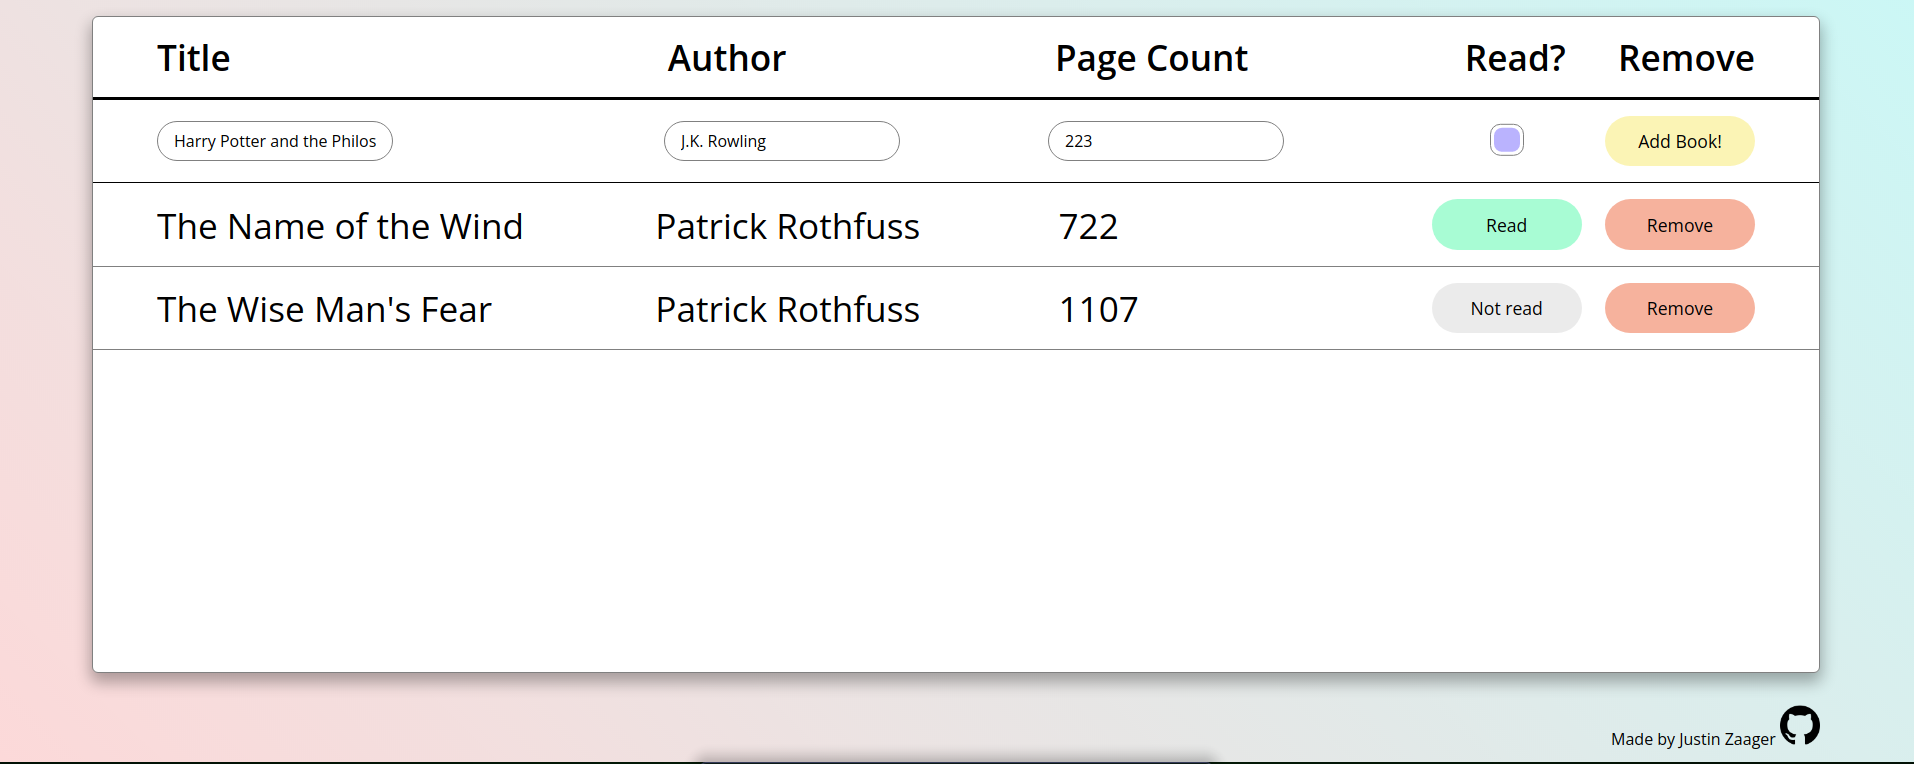 Title Author Page Count Read? Remove
Harry Potter and the Philos J.K. Rowling 223 Add Book!
The Name of the Wind Patrick Rothfuss 722 Read Remove
The Wise Man's Fear Patrick Rothfuss 1107 Not read Remove
Made by Justin Zaager